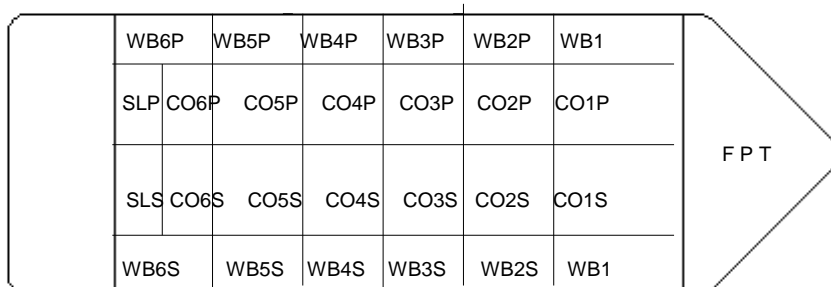 WB6P WB5P WB4P WB3P WB2P WB1
SLP CO6P CO5P CO4P CO3P CO2P CO1P
F P T
SLS CO6S CO5S CO4S CO3S CO2S CO1S
WB6S WB5S WB4S WB3S WB2S WB1